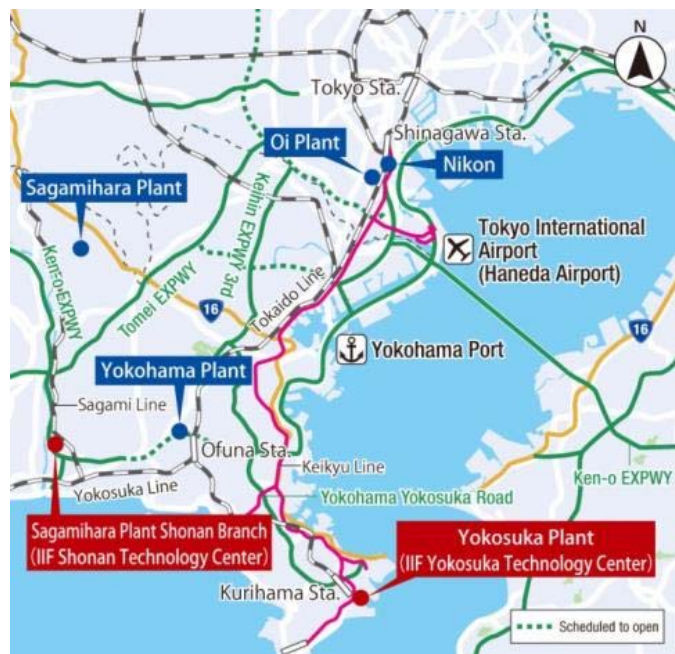 N
Tokyo Sta.
Shinagawa Sta.
Oi Plant
Nikon
Sagamihara Plant
Keihin EXPWY 3rd
Tokyo International
Airport
(Haneda Airport)
Ken-o EXPWY
Tomei EXPWY
Tokaido Line
16
16
Yokohama Port
Yokohama Plant
Sagami Line
Ofuna Sta.
Keikyu Line
Ken-o EXPWY
Yokosuka Line
Yokohama Yokosuka Road
Sagamihara Plant Shonan Branch
(IIF Shonan Technology Center)
Yokosuka Plant
(IIF Yokosuka Technology Center)
Kurihama Sta.
Scheduled to open